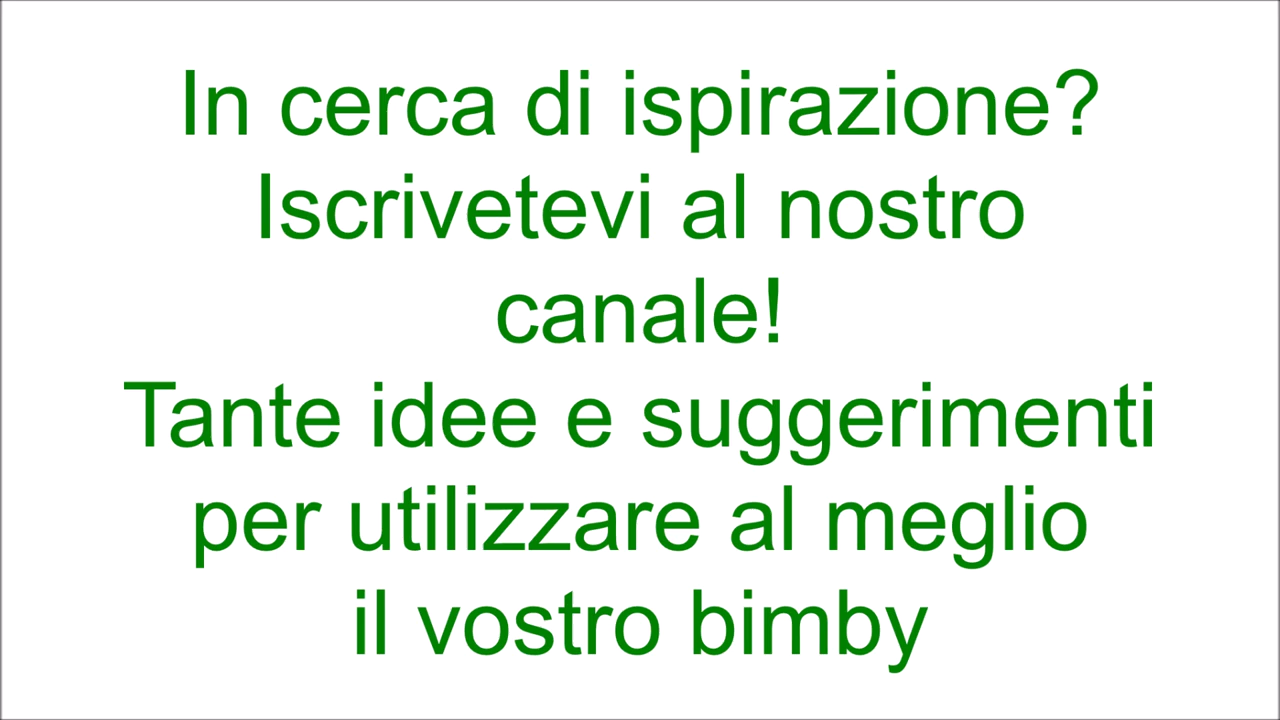 In cerca di ispirazione?
Iscrivetevi al nostro
canale!
Tante idee e suggerimenti
per utilizzare al meglio
il vostro bimby